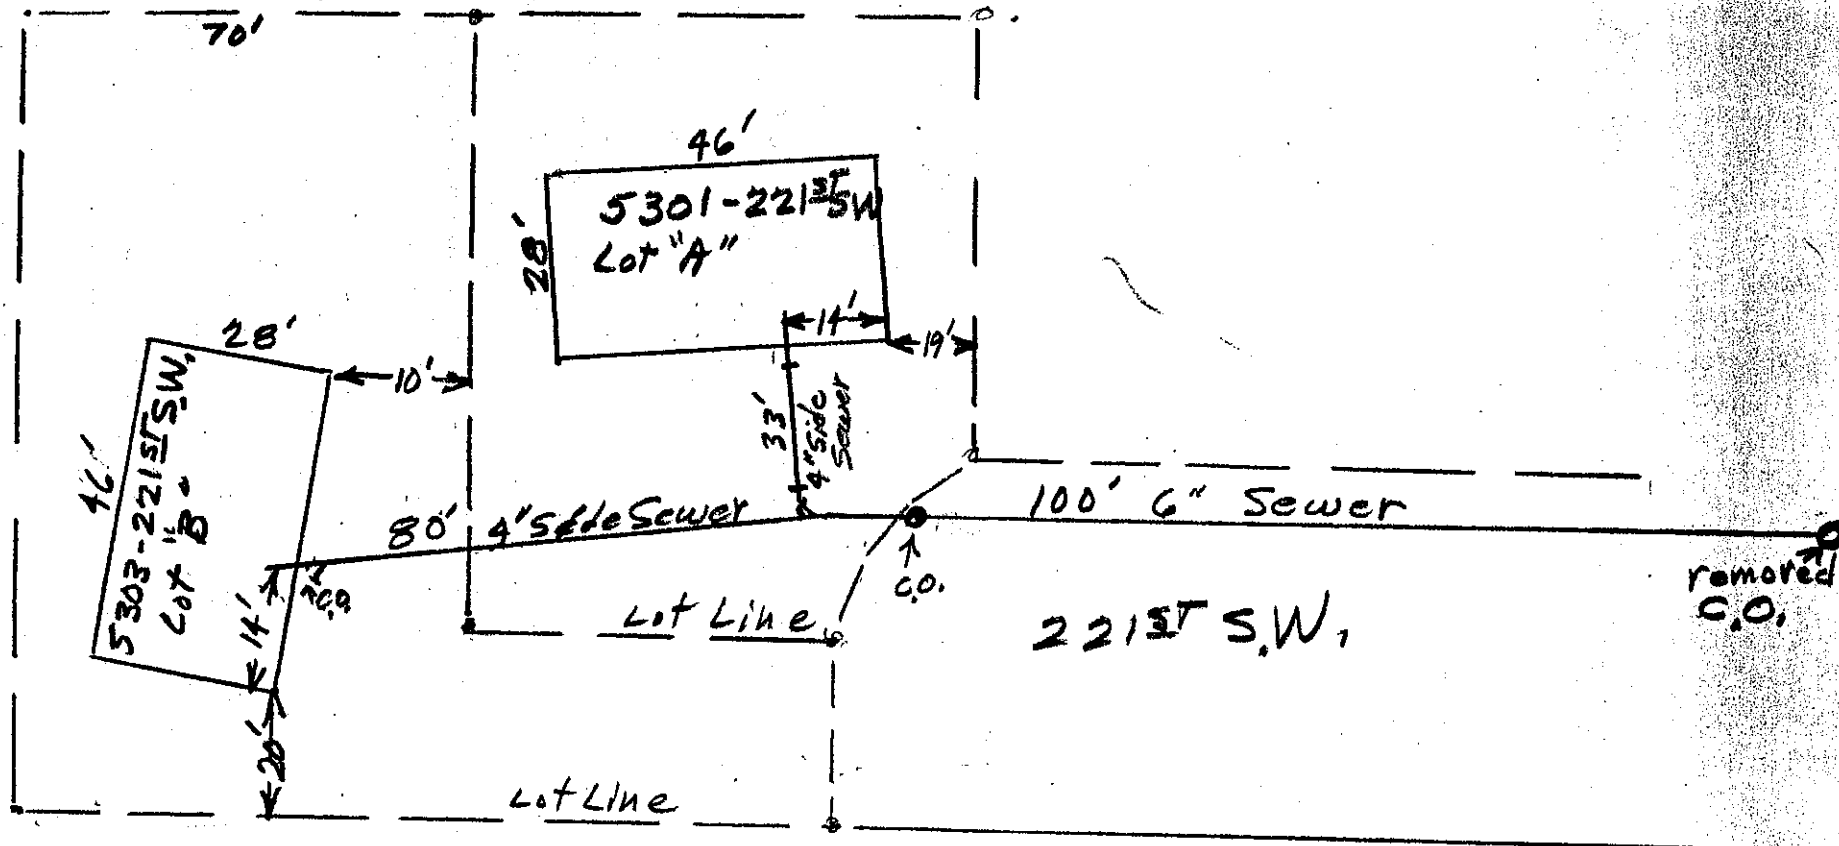 70'
46'
5301-221ST SW
Lot "A"
28'
14'
19'
28'
10'
33'
4" Side
Sewer
46'
5303-221ST S.W.
Lot "B"
80' 4' Side Sewer
100' 6" Sewer
C.O.
C.O.
removed
C.O.
14'
Lot Line
221ST S.W.
20'
Lot Line